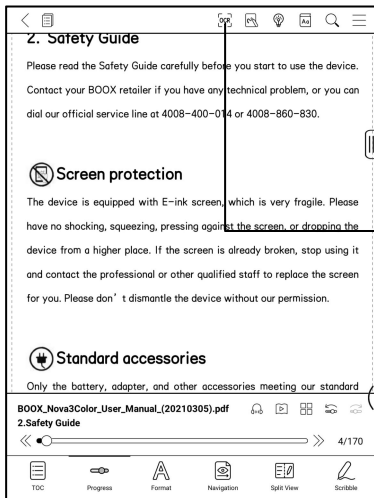 OCR
Aa
2. Safety Guide
Please read the Safety Guide carefully before you start to use the device.
Contact your BOOX retailer if you have any technical problem, or you can
dial our official service line at 4008-400-014 or 4008-860-830.
Screen protection
The device is equipped with E-ink screen, which is very fragile. Please
have no shocking, squeezing, pressing against the screen, or dropping the
device from a higher place. If the screen is already broken, stop using it
and contact the professional or other qualified staff to replace the screen
for you. Please don't dismantle the device without our permission.
Standard accessories
Only the battery, adapter, and other accessories meeting our standard
BOOX_Nova3Color_User_Manual_(20210305).pdf
2.Safety Guide
4/170
TOC Progress Format Navigation Split View Scribble